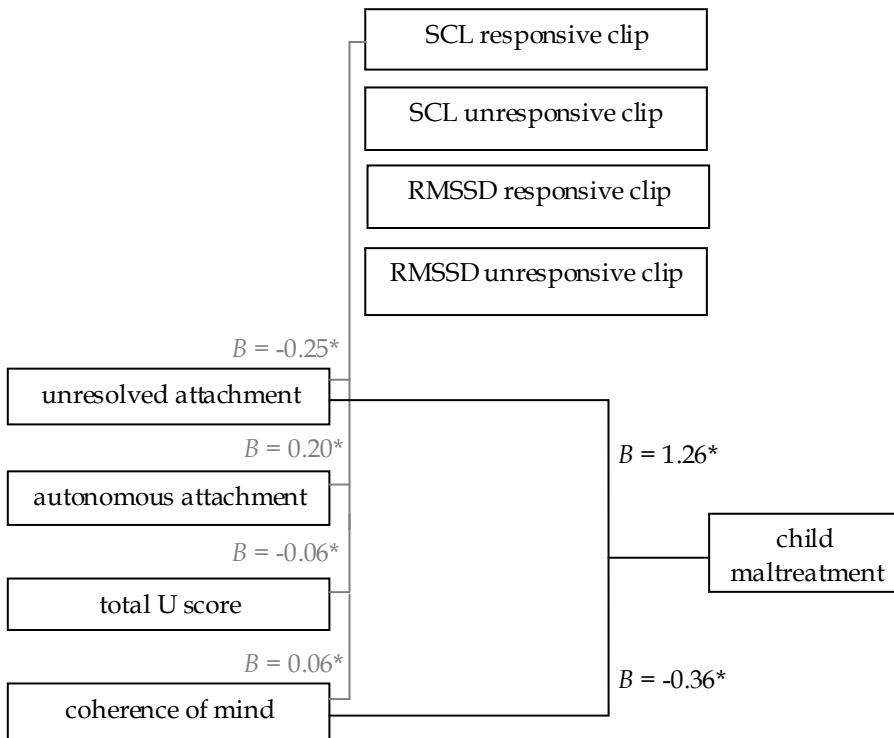 SCL responsive clip
SCL unresponsive clip
RMSSD responsive clip
RMSSD unresponsive clip
B = -0.25*
unresolved attachment
B = 0.20*
B = 1.26*
autonomous attachment
child
maltreatment
B = -0.06*
total U score
B = 0.06*
B = -0.36*
coherence of mind